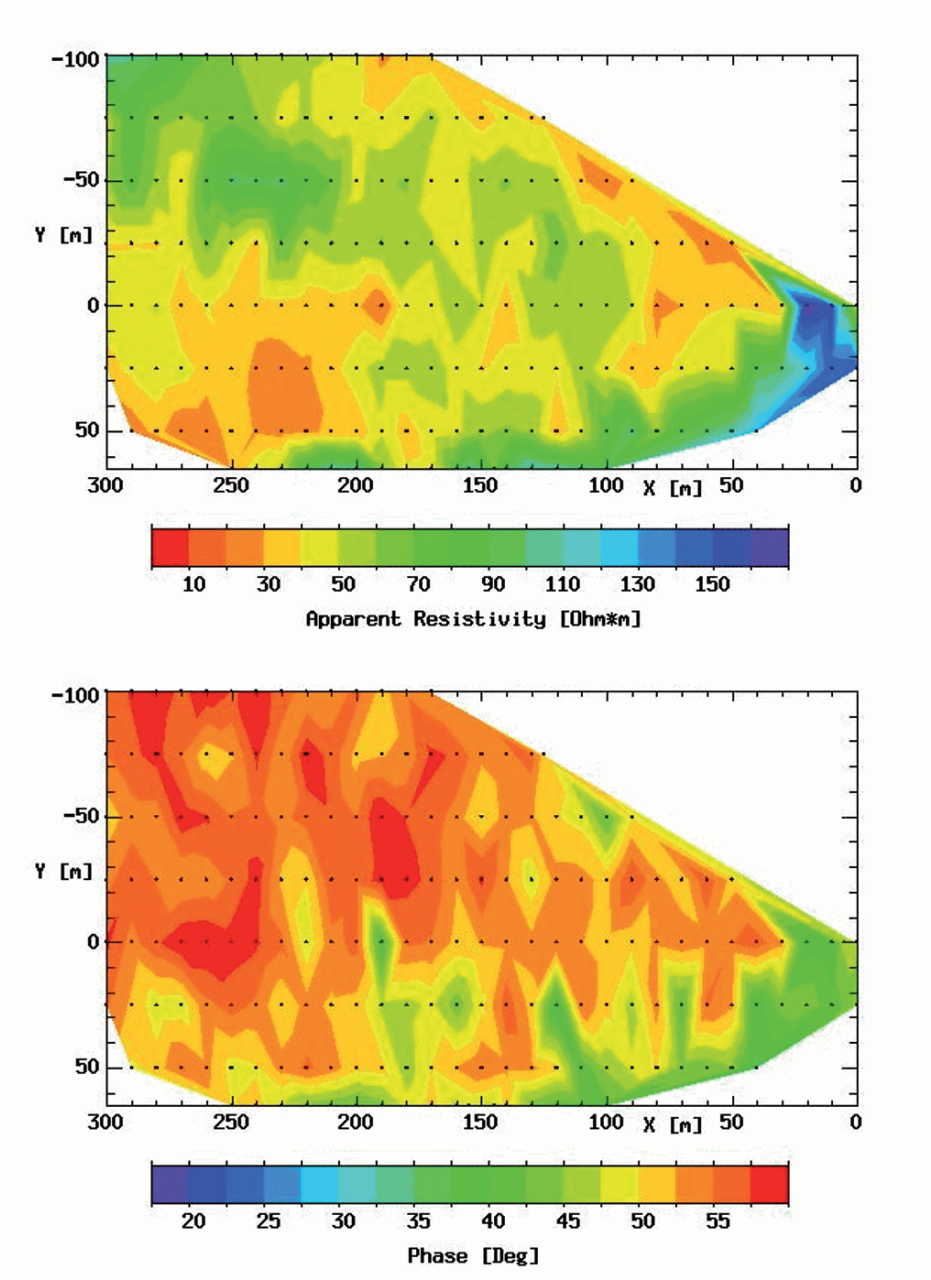 -100
-50
Y [m]
0
50
300 250 200 150 100 X [m] 50 0
10 30 50 70 90 110 130 150
Apparent Resistivity [Ohm*m]
-100
-50
Y [m]
0
50
300 250 200 150 100 X [m] 50 0
20 25 30 35 40 45 50 55
Phase [Deg]